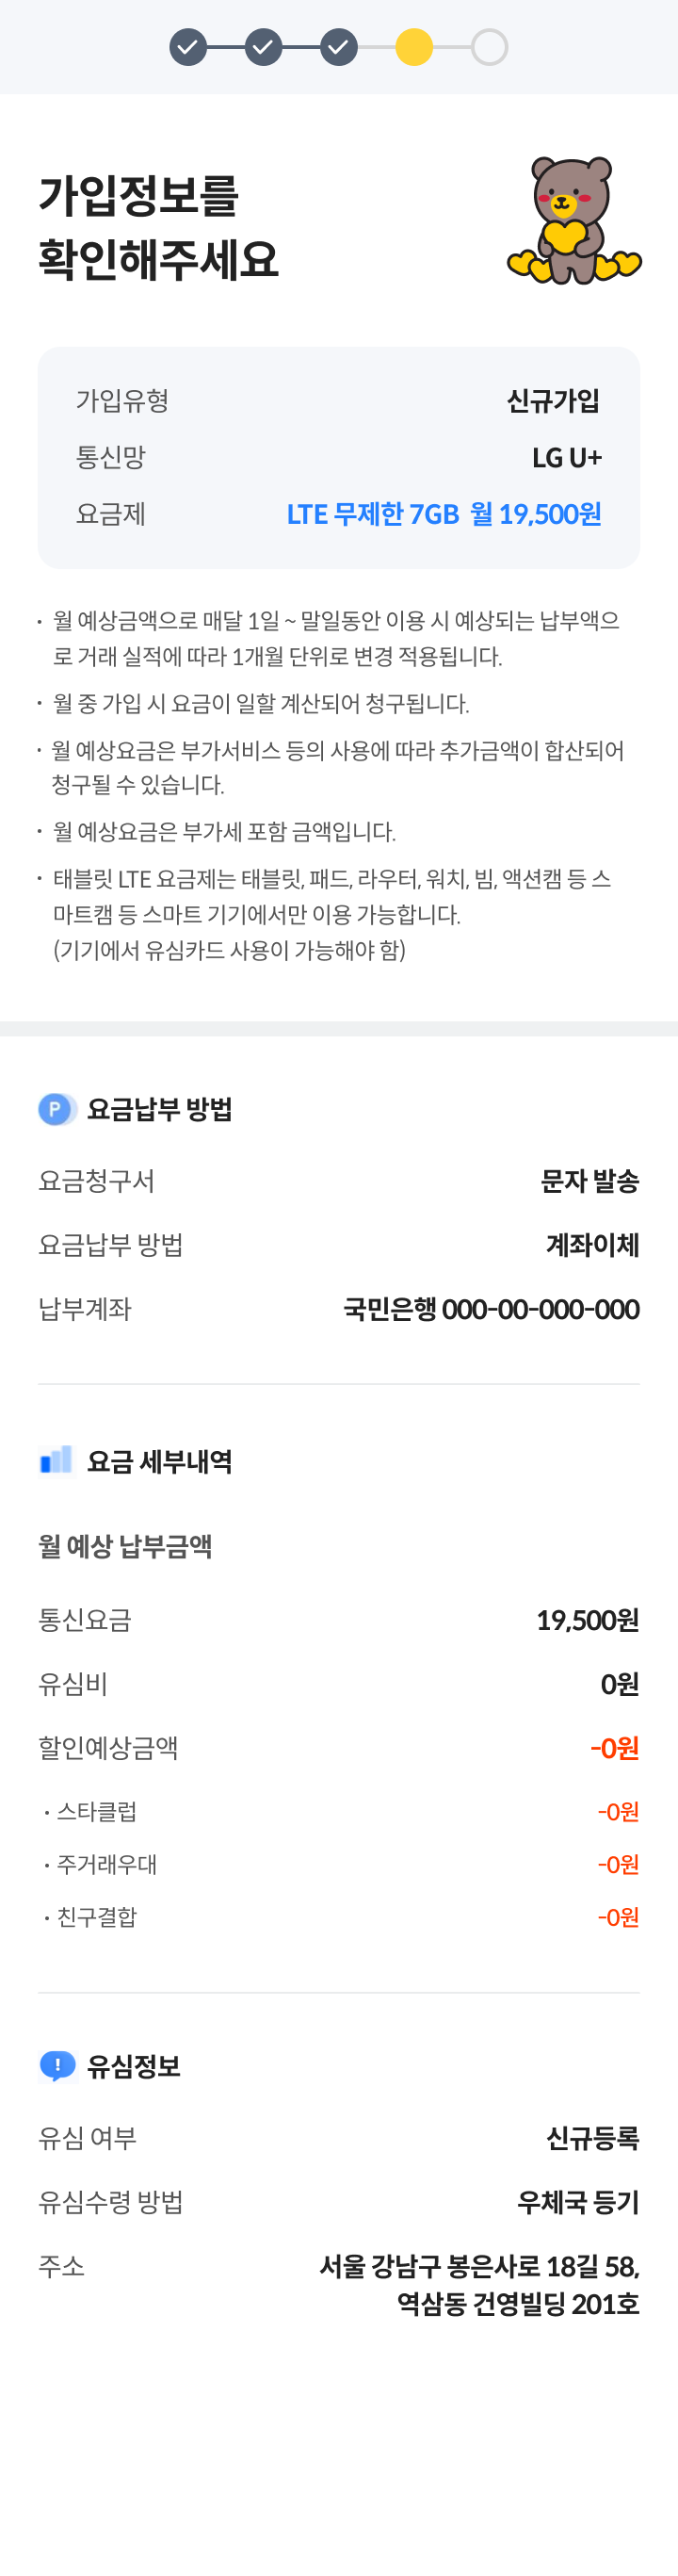 가입정보를
확인해주세요
가입유형 신규가입
통신망 LG U+
요금제 LTE 무제한 7GB 월 19,500원
· 월 예상금액으로 매달 1일 ~ 말일동안 이용 시 예상되는 납부액으
로 거래 실적에 따라 1개월 단위로 변경 적용됩니다.
· 월 중 가입 시 요금이 일할 계산되어 청구됩니다.
· 월 예상요금은 부가서비스 등의 사용에 따라 추가금액이 합산되어
청구될 수 있습니다.
· 월 예상요금은 부가세 포함 금액입니다.
· 태블릿 LTE 요금제는 태블릿, 패드, 라우터, 워치, 빔, 액션캠 등 스
마트캠 등 스마트 기기에서만 이용 가능합니다.
(기기에서 유심카드 사용이 가능해야 함)
P 요금납부 방법
요금청구서 문자 발송
요금납부 방법 계좌이체
납부계좌 국민은행 000-00-000-000
요금 세부내역
월 예상 납부금액
통신요금 19,500원
유심비 0원
할인예상금액 -0원
· 스타클럽 -0원
· 주거래우대 -0원
· 친구결합 -0원
! 유심정보
유심 여부 신규등록
유심수령 방법 우체국 등기
주소 서울 강남구 봉은사로 18길 58,
역삼동 건영빌딩 201호